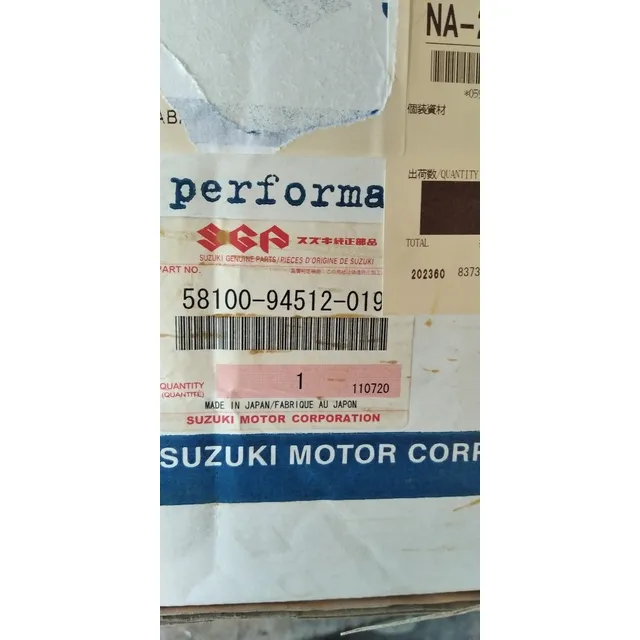 NA-
個装資材
出荷数/QUANTITY
performa
SGP スズキ純正部品
SUZUKI GENUINE PARTS/PIÈCES D'ORIGINE DE SUZUKI
PART NO.
TOTAL
202360 8373
58100-94512-019
QUANTITY
(QUANTITÉ)
1
110720
MADE IN JAPAN/FABRIQUE AU JAPON
SUZUKI MOTOR CORPORATION
SUZUKI MOTOR CORP